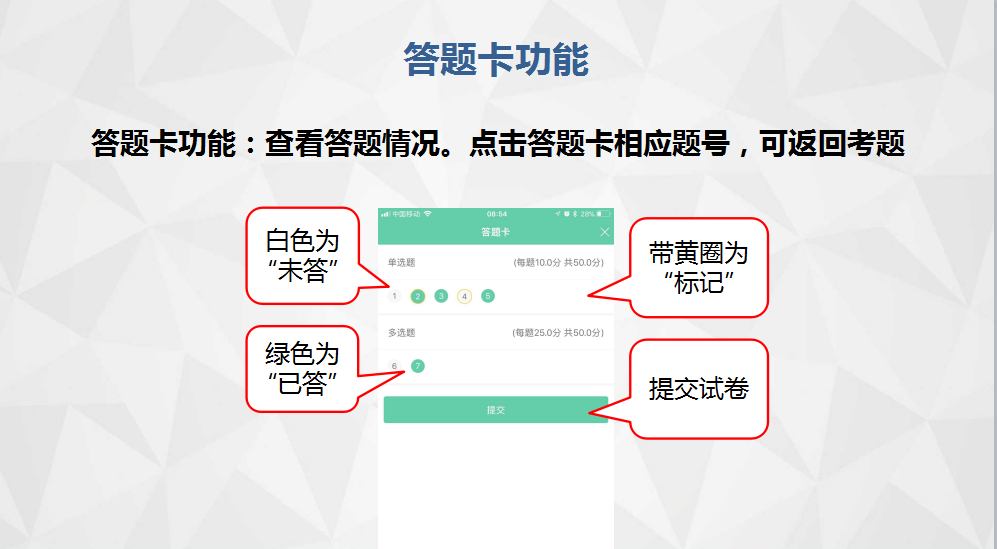 答题卡功能
答题卡功能：查看答题情况。点击答题卡相应题号，可返回考题
白色为
“未答”
绿色为
“已答”
中国移动
08:54
28%
答题卡
单选题
(每题10.0分 共50.0分)
1 2 3 4 5
多选题
(每题25.0分 共50.0分)
6 7
提交
带黄圈为
“标记”
提交试卷